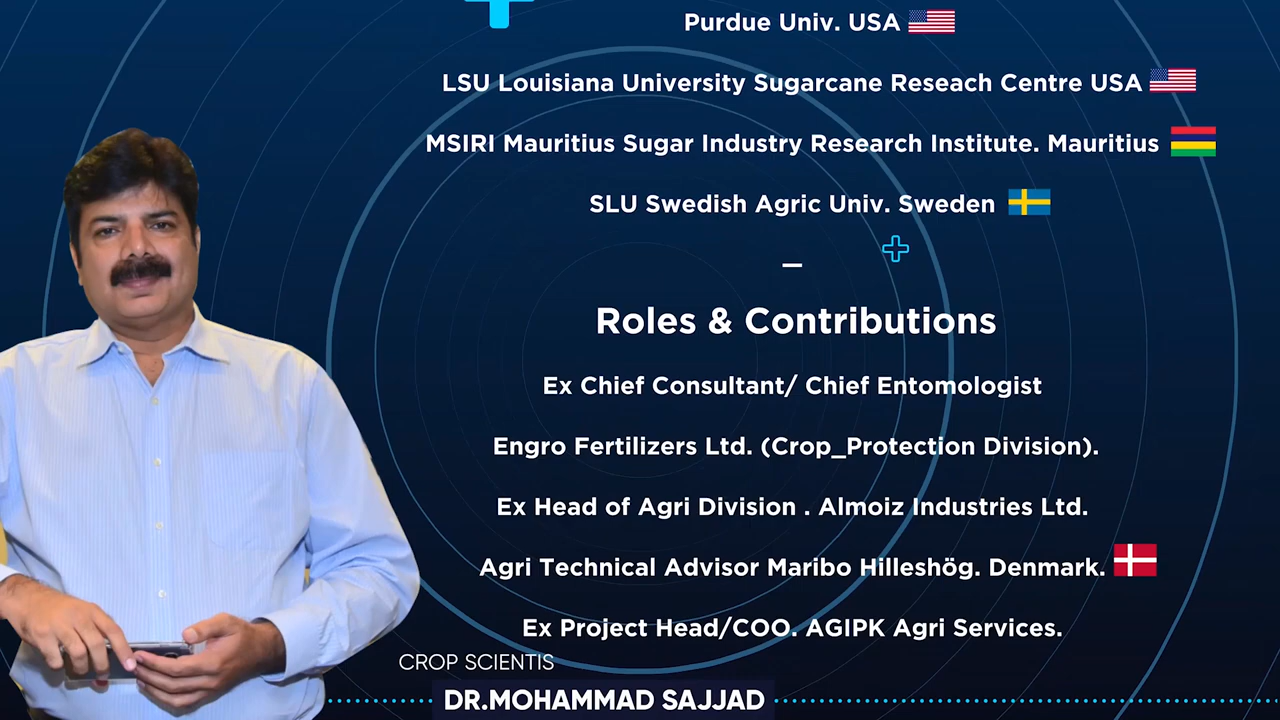 Purdue Univ. USA
LSU Louisiana University Sugarcane Reseach Centre USA
MSIRI Mauritius Sugar Industry Research Institute. Mauritius
SLU Swedish Agric Univ. Sweden
–
Roles & Contributions
Ex Chief Consultant/ Chief Entomologist
Engro Fertilizers Ltd. (Crop_Protection Division).
Ex Head of Agri Division . Almoiz Industries Ltd.
Agri Technical Advisor Maribo Hilleshög. Denmark.
Ex Project Head/COO. AGIPK Agri Services.
CROP SCIENTIS
DR.MOHAMMAD SAJJAD